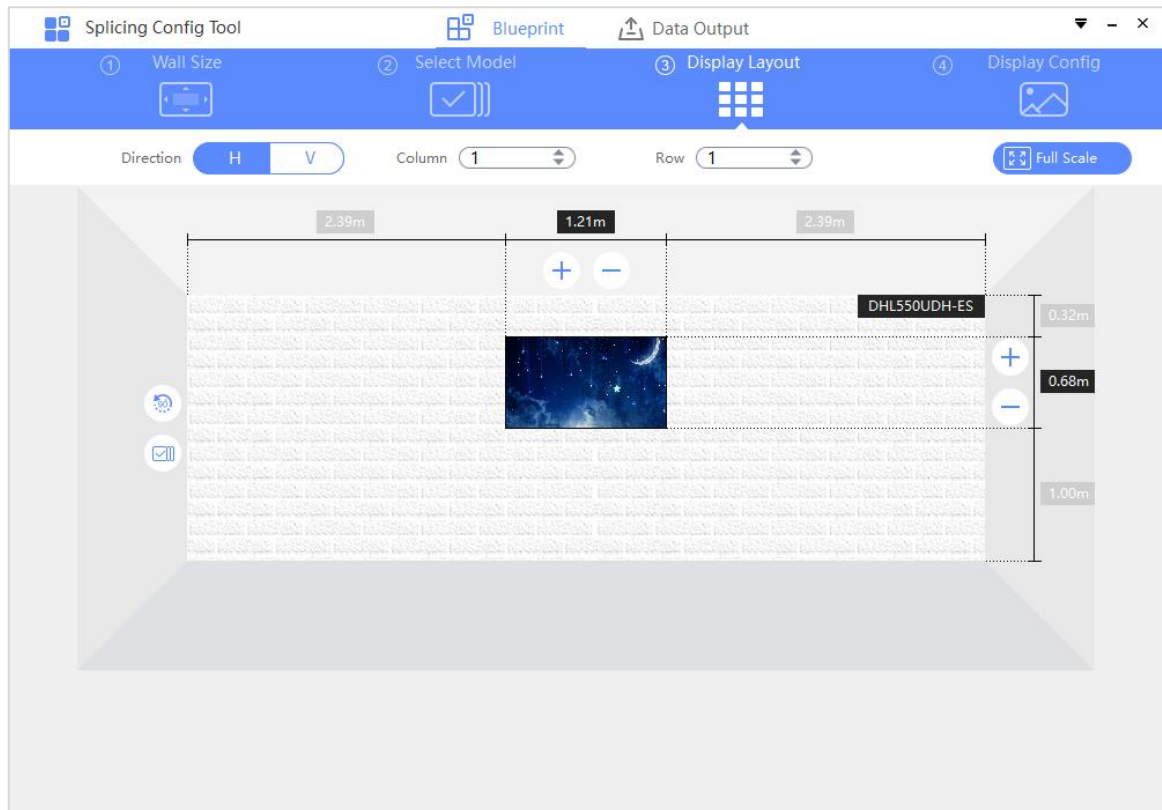 Splicing Config Tool
Blueprint
Data Output
① Wall Size
② Select Model
③ Display Layout
④ Display Config
Direction H V
Column 1
Row 1
Full Scale
2.39m 1.21m 2.39m
DHL550UDH-ES
0.32m
0.68m
90
1.00m